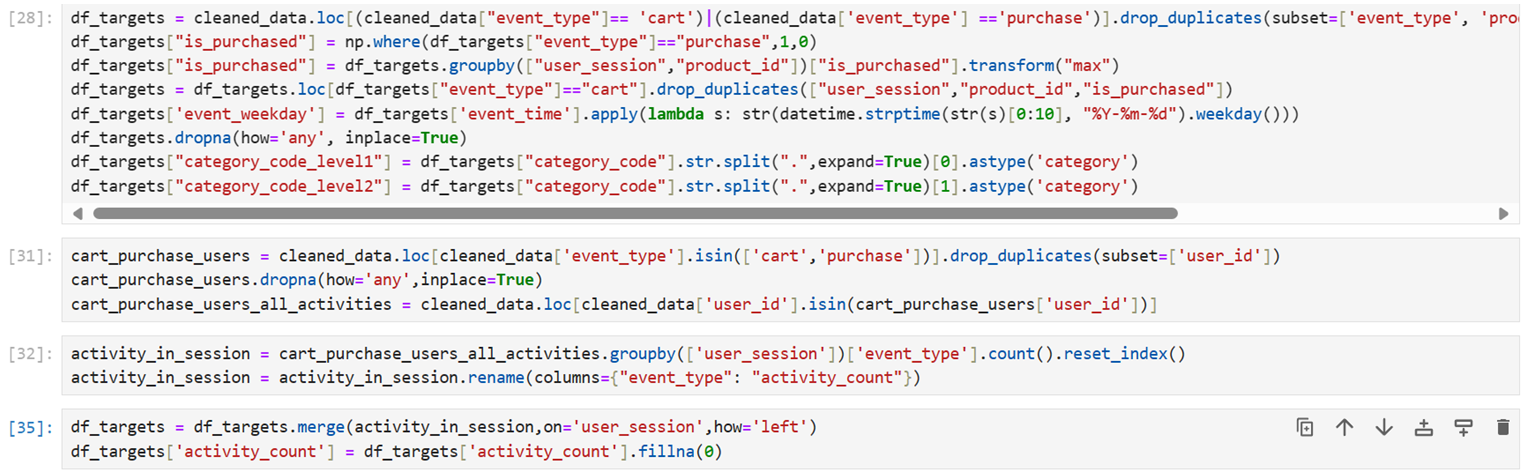 [28]: df_targets = cleaned_data.loc[(cleaned_data["event_type"]== 'cart')|(cleaned_data['event_type'] =='purchase')].drop_duplicates(subset=['event_type', 'pro
df_targets["is_purchased"] = np.where(df_targets["event_type"]=="purchase",1,0)
df_targets["is_purchased"] = df_targets.groupby(["user_session","product_id"])["is_purchased"].transform("max")
df_targets = df_targets.loc[df_targets["event_type"]=="cart"].drop_duplicates(["user_session","product_id","is_purchased"])
df_targets['event_weekday'] = df_targets['event_time'].apply(lambda s: str(datetime.strptime(str(s)[0:10], "%Y-%m-%d").weekday()))
df_targets.dropna(how='any', inplace=True)
df_targets["category_code_level1"] = df_targets["category_code"].str.split(".",expand=True)[0].astype('category')
df_targets["category_code_level2"] = df_targets["category_code"].str.split(".",expand=True)[1].astype('category')
[31]: cart_purchase_users = cleaned_data.loc[cleaned_data['event_type'].isin(['cart','purchase'])].drop_duplicates(subset=['user_id'])
cart_purchase_users.dropna(how='any',inplace=True)
cart_purchase_users_all_activities = cleaned_data.loc[cleaned_data['user_id'].isin(cart_purchase_users['user_id'])]
[32]: activity_in_session = cart_purchase_users_all_activities.groupby(['user_session'])['event_type'].count().reset_index()
activity_in_session = activity_in_session.rename(columns={"event_type": "activity_count"})
[35]: df_targets = df_targets.merge(activity_in_session,on='user_session',how='left')
df_targets['activity_count'] = df_targets['activity_count'].fillna(0)